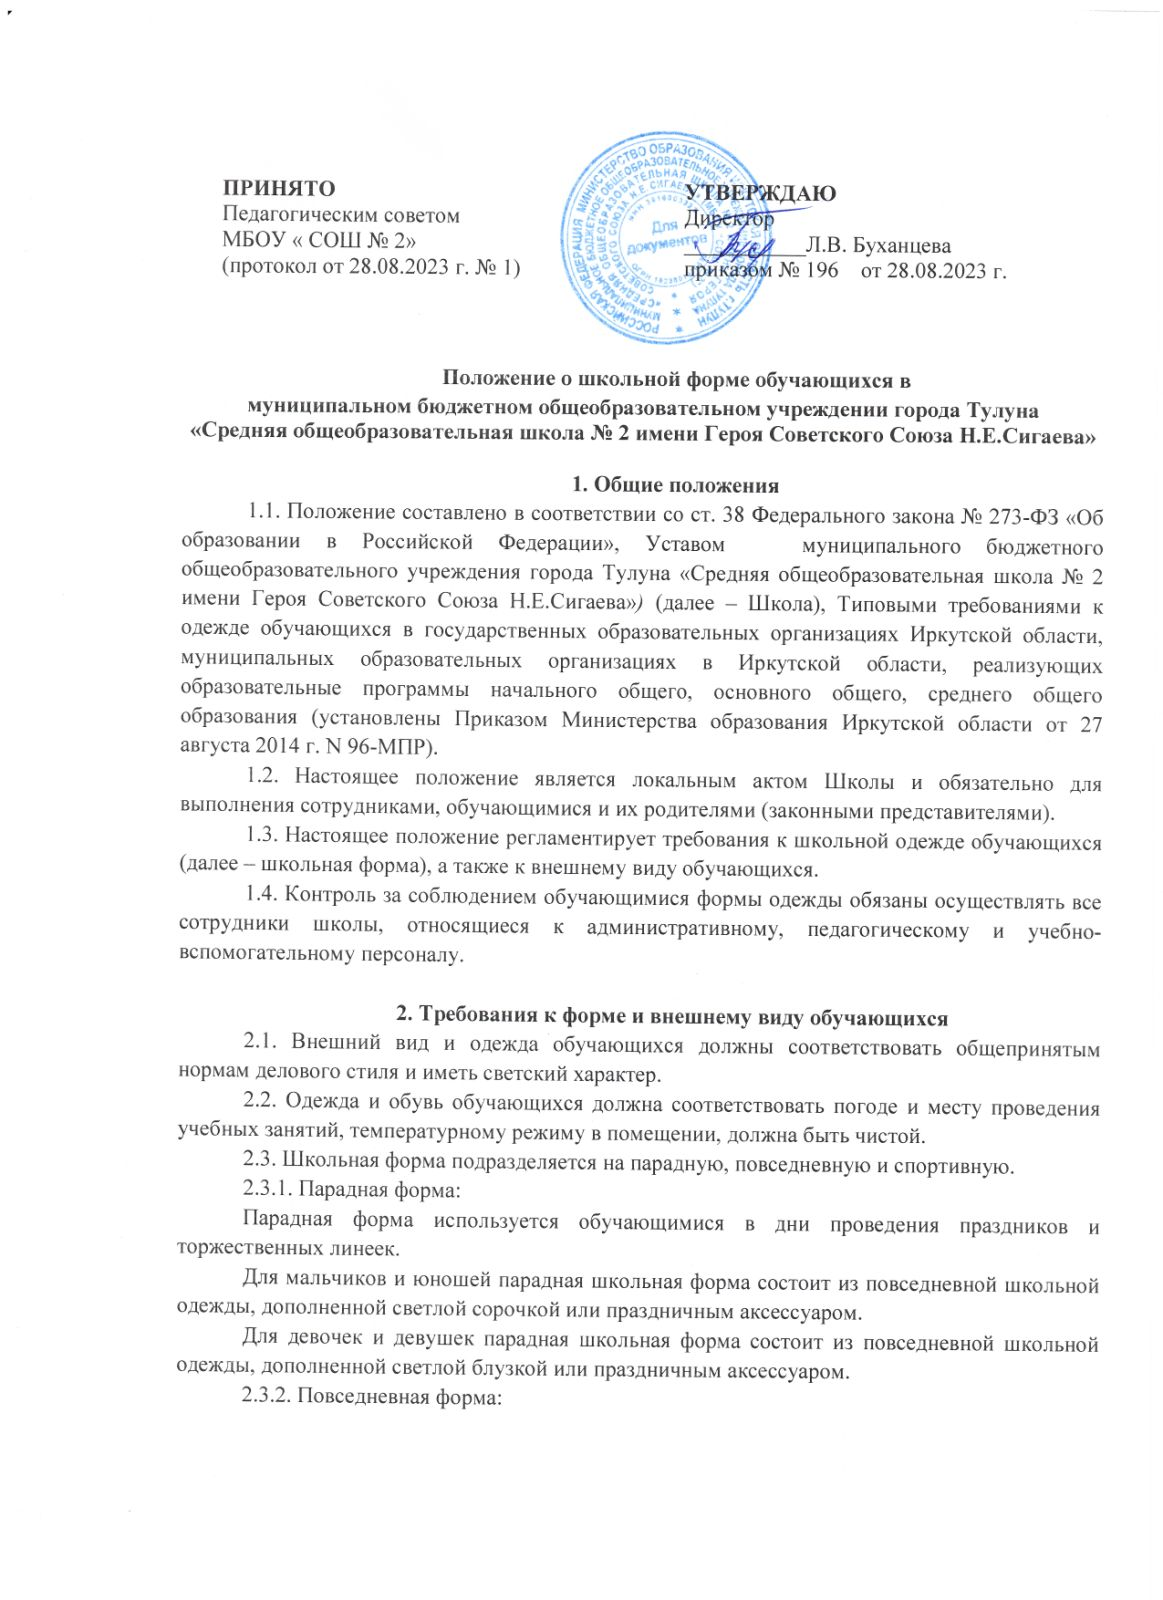 ПРИНЯТО
Педагогическим советом
МБОУ « СОШ № 2»
(протокол от 28.08.2023 г. № 1)
УТВЕРЖДАЮ
Директор
___________Л.В. Буханцева
приказом № 196 от 28.08.2023 г.
Для
документов
Положение о школьной форме обучающихся в
муниципальном бюджетном общеобразовательном учреждении города Тулуна
«Средняя общеобразовательная школа № 2 имени Героя Советского Союза Н.Е.Сигаева»
1. Общие положения
1.1. Положение составлено в соответствии со ст. 38 Федерального закона № 273-ФЗ «Об
образовании в Российской Федерации», Уставом муниципального бюджетного
общеобразовательного учреждения города Тулуна «Средняя общеобразовательная школа № 2
имени Героя Советского Союза Н.Е.Сигаева») (далее – Школа), Типовыми требованиями к
одежде обучающихся в государственных образовательных организациях Иркутской области,
муниципальных образовательных организациях в Иркутской области, реализующих
образовательные программы начального общего, основного общего, среднего общего
образования (установлены Приказом Министерства образования Иркутской области от 27
августа 2014 г. N 96-МПР).
1.2. Настоящее положение является локальным актом Школы и обязательно для
выполнения сотрудниками, обучающимися и их родителями (законными представителями).
1.3. Настоящее положение регламентирует требования к школьной одежде обучающихся
(далее – школьная форма), а также к внешнему виду обучающихся.
1.4. Контроль за соблюдением обучающимися формы одежды обязаны осуществлять все
сотрудники школы, относящиеся к административному, педагогическому и учебно-
вспомогательному персоналу.
2. Требования к форме и внешнему виду обучающихся
2.1. Внешний вид и одежда обучающихся должны соответствовать общепринятым
нормам делового стиля и иметь светский характер.
2.2. Одежда и обувь обучающихся должна соответствовать погоде и месту проведения
учебных занятий, температурному режиму в помещении, должна быть чистой.
2.3. Школьная форма подразделяется на парадную, повседневную и спортивную.
2.3.1. Парадная форма:
Парадная форма используется обучающимися в дни проведения праздников и
торжественных линеек.
Для мальчиков и юношей парадная школьная форма состоит из повседневной школьной
одежды, дополненной светлой сорочкой или праздничным аксессуаром.
Для девочек и девушек парадная школьная форма состоит из повседневной школьной
одежды, дополненной светлой блузкой или праздничным аксессуаром.
2.3.2. Повседневная форма: